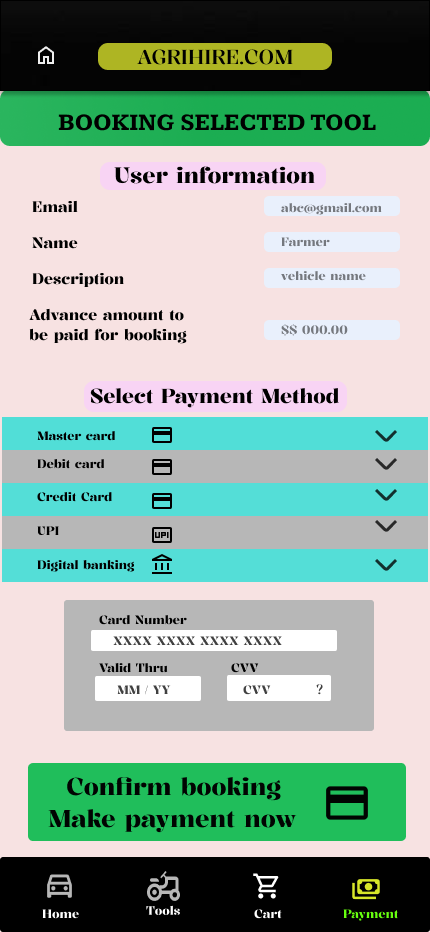 AGRIHIRE.COM
BOOKING SELECTED TOOL
User information
Email abc@gmail.com
Name Farmer
Description vehicle name
Advance amount to
be paid for booking $$ 000.00
Select Payment Method
Master card
Debit card
Credit Card
UPI UPI
Digital banking
Card Number
XXXX XXXX XXXX XXXX
Valid Thru CVV
MM / YY CVV ?
Confirm booking
Make payment now
Home Tools Cart Payment